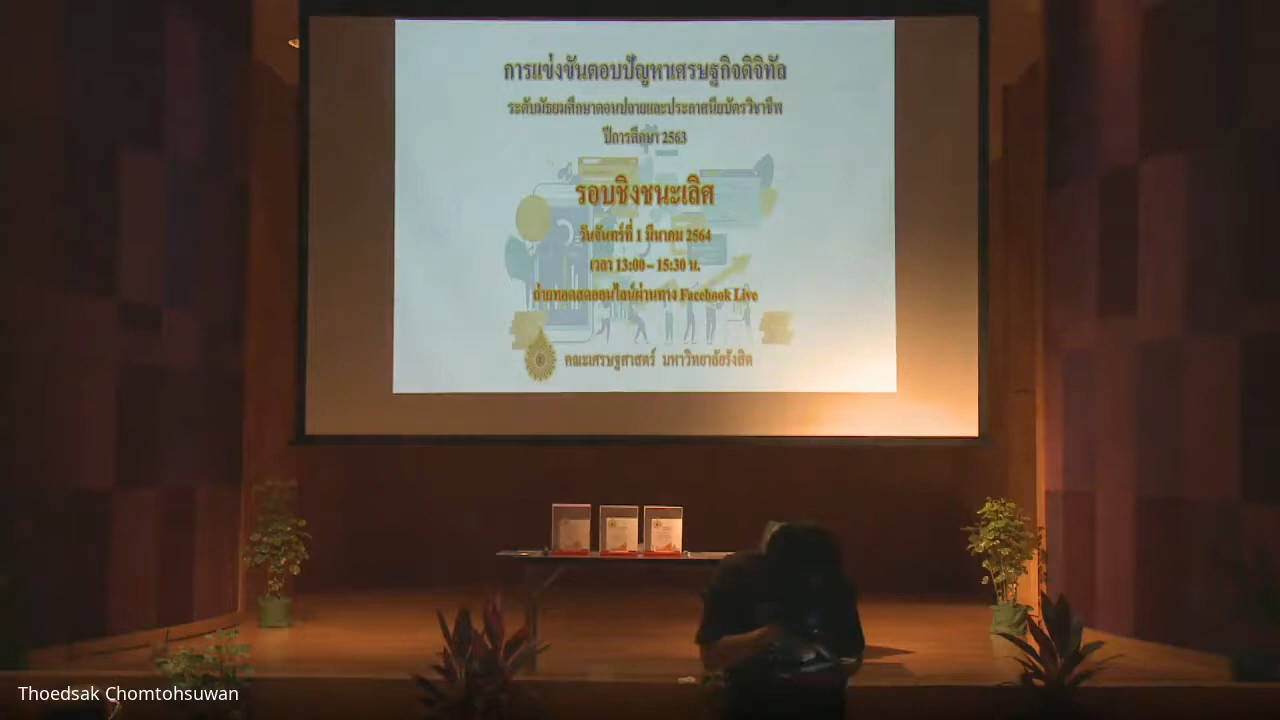 การแข่งขันตอบปัญหาเศรษฐกิจดิจิทัล
ระดับมัธยมศึกษาตอนปลายและประกาศนียบัตรวิชาชีพ
ปีการศึกษา 2563
รอบชิงชนะเลิศ
วันจันทร์ที่ 1 มีนาคม 2564
เวลา 13:00 – 15:30 น.
ถ่ายทอดสดออนไลน์ผ่านทาง Facebook Live
คณะเศรษฐศาสตร์ มหาวิทยาลัยรังสิต
Thoedsak Chomtohsuwan